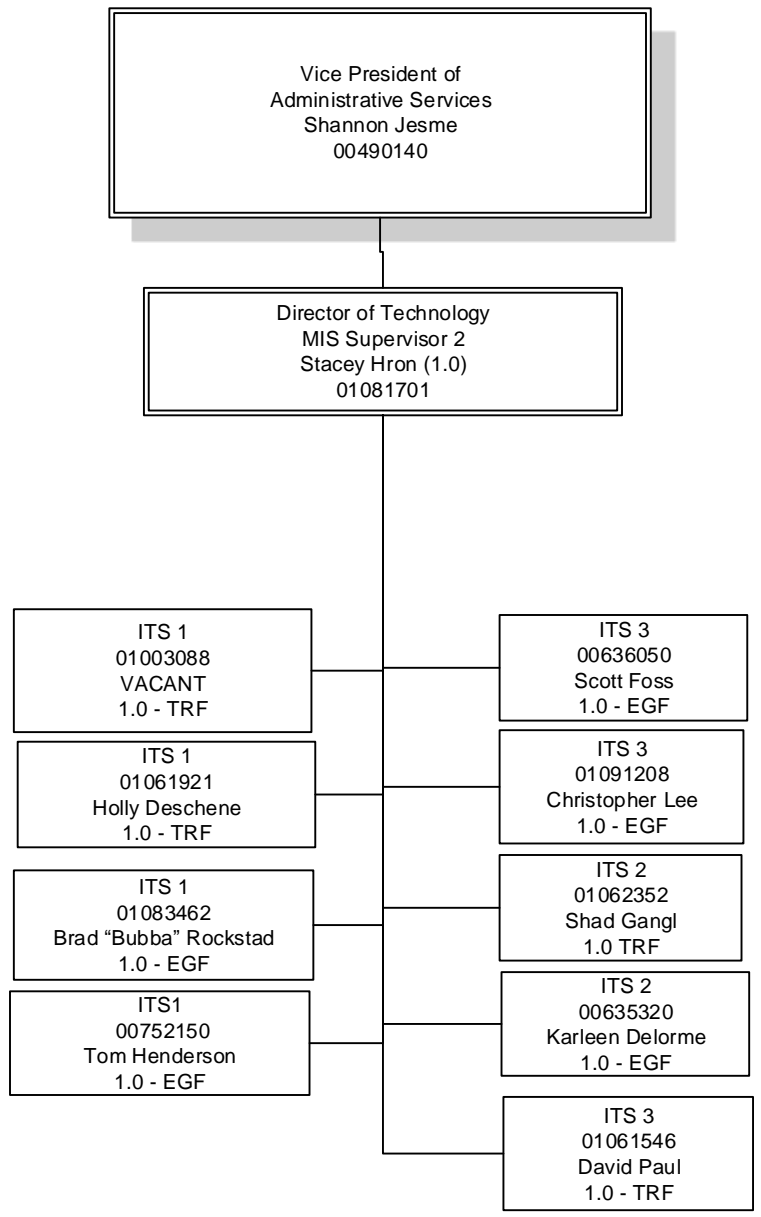 Vice President of
Administrative Services
Shannon Jesme
00490140
Director of Technology
MIS Supervisor 2
Stacey Hron (1.0)
01081701
ITS 1
01003088
VACANT
1.0 - TRF
ITS 1
01061921
Holly Deschene
1.0 - TRF
ITS 1
01083462
Brad “Bubba” Rockstad
1.0 - EGF
ITS1
00752150
Tom Henderson
1.0 - EGF
ITS 3
00636050
Scott Foss
1.0 - EGF
ITS 3
01091208
Christopher Lee
1.0 - EGF
ITS 2
01062352
Shad Gangl
1.0 TRF
ITS 2
00635320
Karleen Delorme
1.0 - EGF
ITS 3
01061546
David Paul
1.0 - TRF